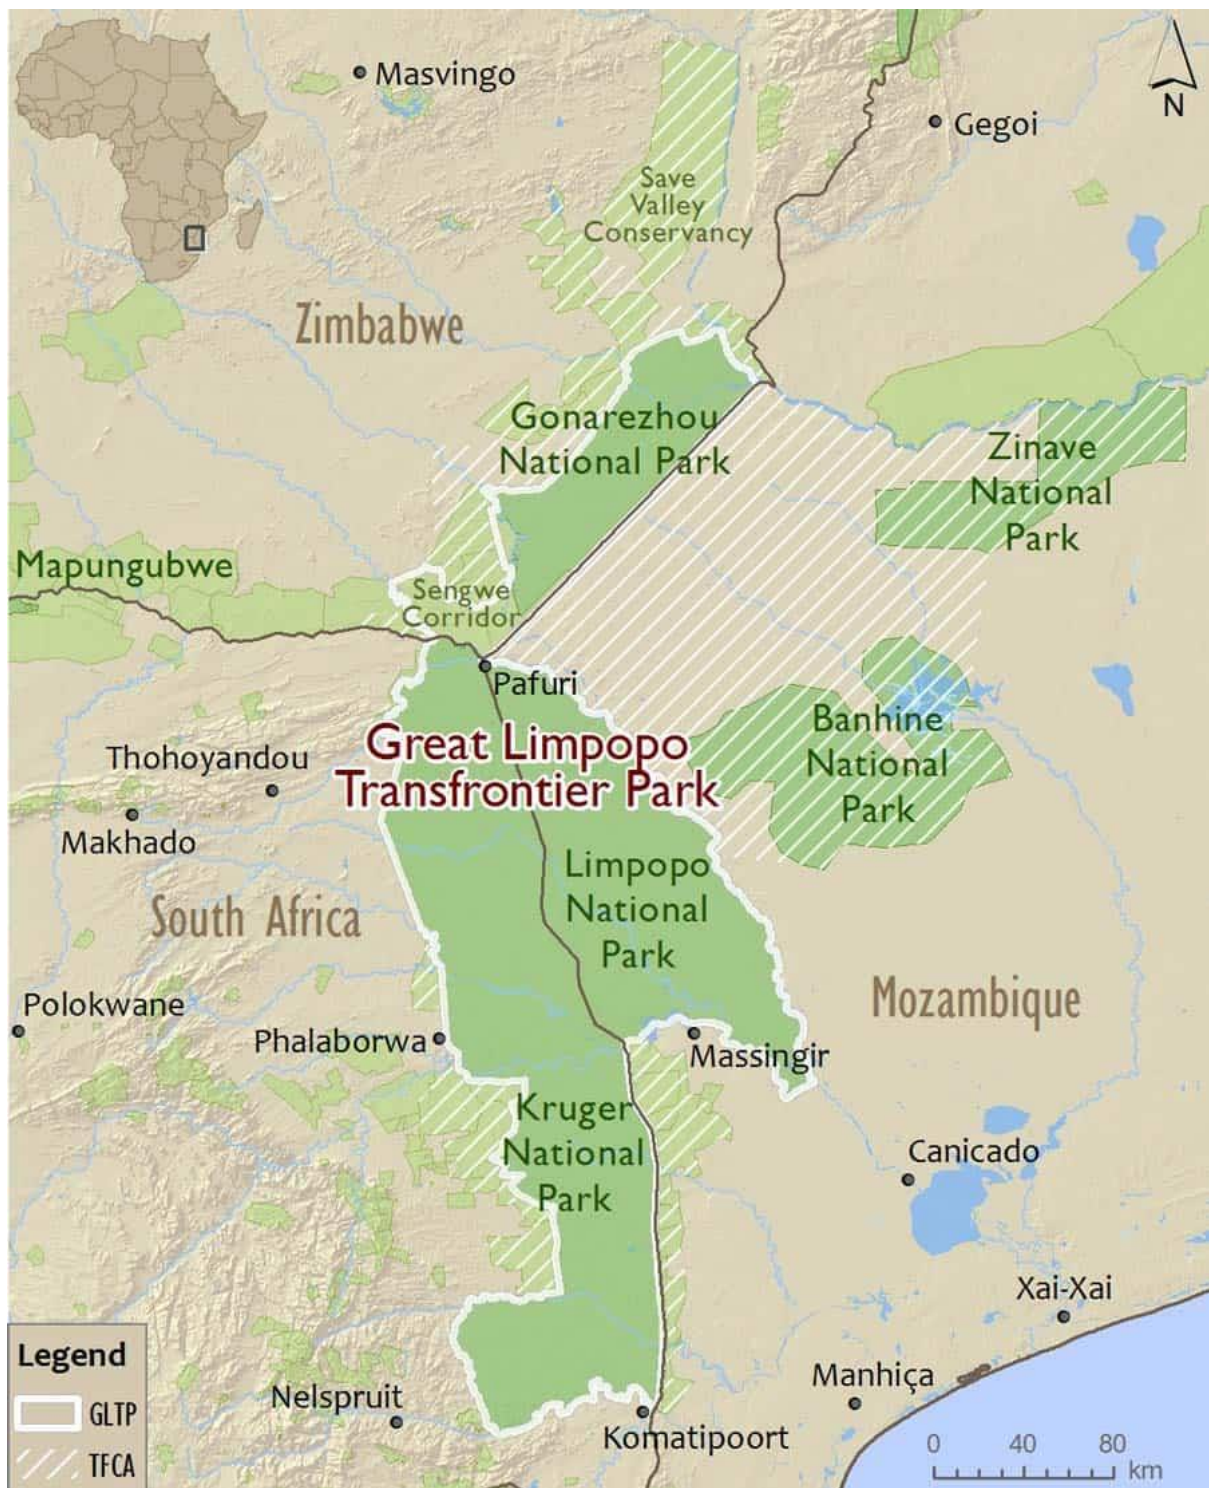 Masvingo
N
Gegoi
Save
Valley
Conservancy
Zimbabwe
Gonarezhou
National Park
Zinave
National
Park
Mapungubwe
Sengwe
Corridor
Pafuri
Great Limpopo
Transfrontier Park
Banhine
National
Park
Thohoyandou
Makhado
Limpopo
National
Park
South Africa
Mozambique
Polokwane
Phalaborwa
Massingir
Kruger
National
Park
Canicado
Xai-Xai
Legend
GLTP
TFCA
Nelspruit
Manhiça
Komatipoort
0 40 80
km